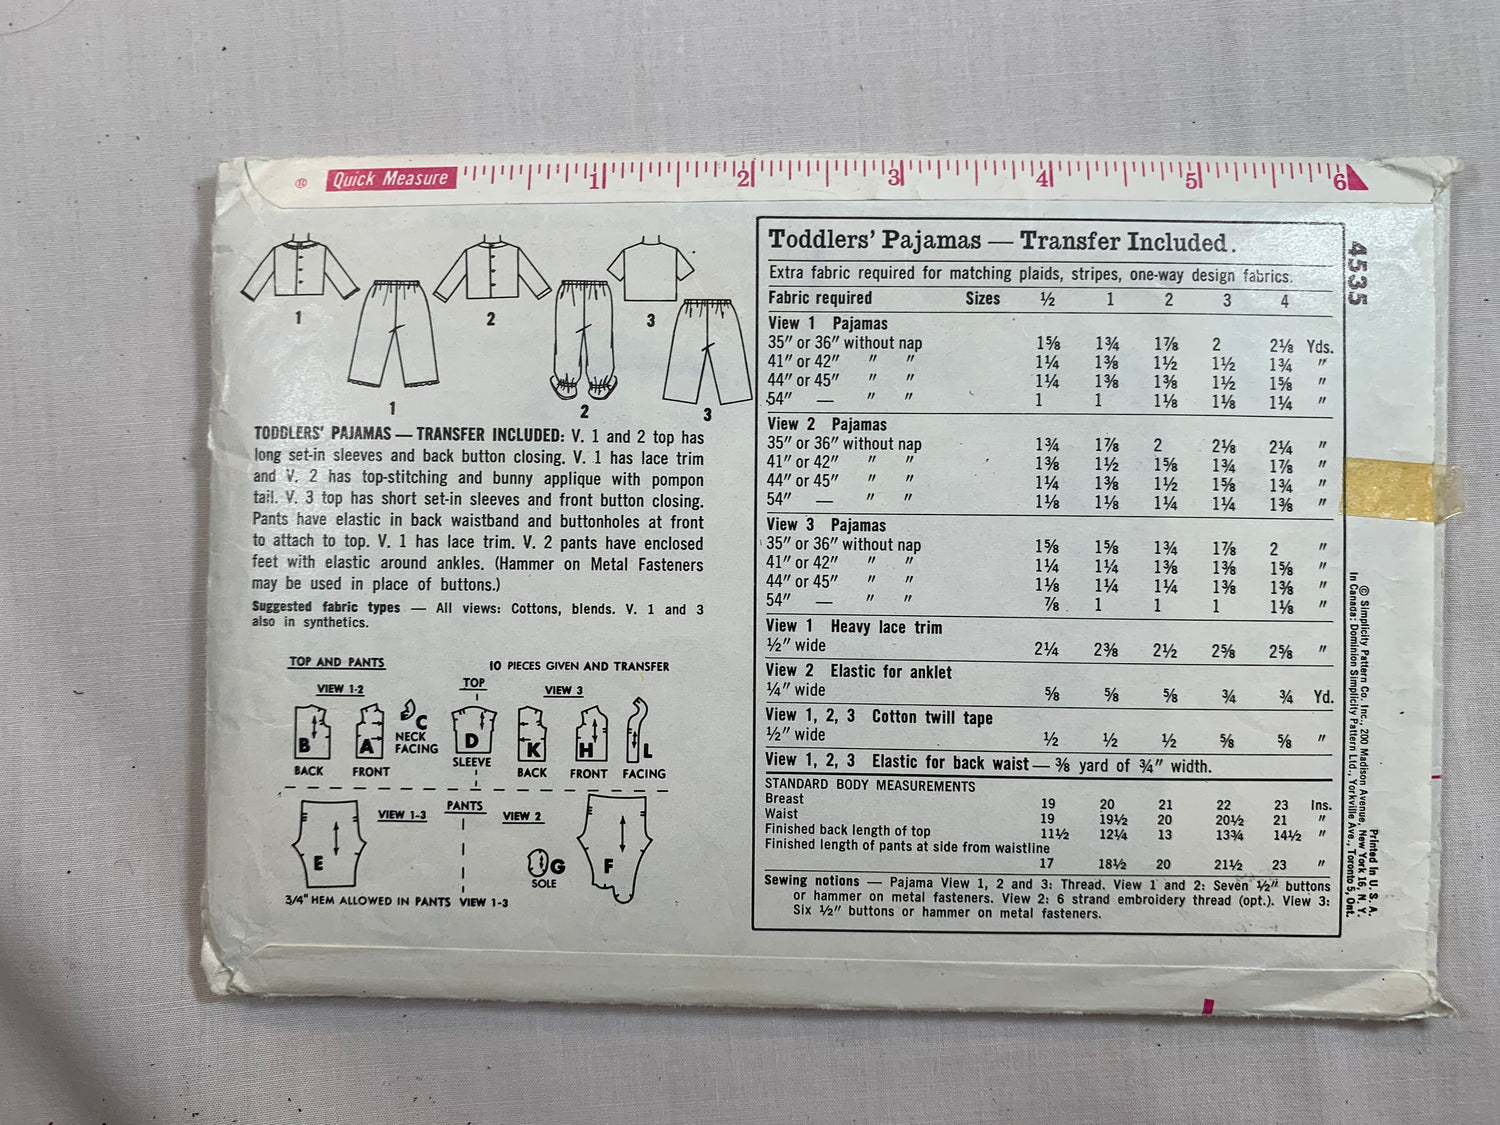 ® Quick Measure 1 2 3 4 5 6
1 2 3
1 2 3
TODDLERS' PAJAMAS — TRANSFER INCLUDED: V. 1 and 2 top has
long set-in sleeves and back button closing. V. 1 has lace trim
and V. 2 has top-stitching and bunny applique with pompon
tail. V. 3 top has short set-in sleeves and front button closing.
Pants have elastic in back waistband and buttonholes at front
to attach to top. V. 1 has lace trim. V. 2 pants have enclosed
feet with elastic around ankles. (Hammer on Metal Fasteners
may be used in place of buttons.)
Suggested fabric types — All views: Cottons, blends. V. 1 and 3
also in synthetics.
TOP AND PANTS 10 PIECES GIVEN AND TRANSFER
VIEW 1-2 TOP VIEW 3
B A C D K H L
NECK
FACING
SLEEVE
BACK FRONT BACK FRONT FACING
PANTS
VIEW 1-3 VIEW 2
E G F
SOLE
3/4" HEM ALLOWED IN PANTS VIEW 1-3
Toddlers' Pajamas — Transfer Included.
Extra fabric required for matching plaids, stripes, one-way design fabrics.
Fabric required Sizes ½ 1 2 3 4
View 1 Pajamas
35" or 36" without nap 1⅝ 1¾ 1⅞ 2 2⅛ Yds.
41" or 42" " " 1¼ 1⅜ 1½ 1½ 1¾ "
44" or 45" " " 1¼ 1⅜ 1⅜ 1½ 1⅝ "
54" — " " 1 1 1⅛ 1⅛ 1¼ "
View 2 Pajamas
35" or 36" without nap 1¾ 1⅞ 2 2⅛ 2¼ "
41" or 42" " " 1⅜ 1½ 1⅝ 1¾ 1⅞ "
44" or 45" " " 1¼ 1⅜ 1½ 1⅝ 1¾ "
54" — " " 1⅛ 1⅛ 1¼ 1¼ 1⅜ "
View 3 Pajamas
35" or 36" without nap 1⅝ 1⅝ 1¾ 1⅞ 2 "
41" or 42" " " 1¼ 1¼ 1⅜ 1⅜ 1⅝ "
44" or 45" " " 1⅛ 1¼ 1¼ 1⅜ 1⅜ "
54" — " " ⅞ 1 1 1 1⅛ "
View 1 Heavy lace trim
½" wide 2¼ 2⅜ 2½ 2⅝ 2⅝ "
View 2 Elastic for anklet
¼" wide ⅝ ⅝ ⅝ ¾ ¾ Yd.
View 1, 2, 3 Cotton twill tape
½" wide ½ ½ ½ ⅝ ⅝ "
View 1, 2, 3 Elastic for back waist — ⅜ yard of ¾" width.
STANDARD BODY MEASUREMENTS
Breast 19 20 21 22 23 Ins.
Waist 19 19½ 20 20½ 21 "
Finished back length of top 11½ 12¼ 13 13¾ 14½ "
Finished length of pants at side from waistline
17 18½ 20 21½ 23 "
Sewing notions — Pajama View 1, 2 and 3: Thread. View 1 and 2: Seven ½" buttons
or hammer on metal fasteners. View 2: 6 strand embroidery thread (opt.). View 3:
Six ½" buttons or hammer on metal fasteners.
4535
Printed in U. S. A.
© Simplicity Pattern Co. Inc., 200 Madison Avenue, New York 16, N. Y.
In Canada: Dominion Simplicity Pattern Ltd., Yorkville Ave., Toronto 5, Ont.